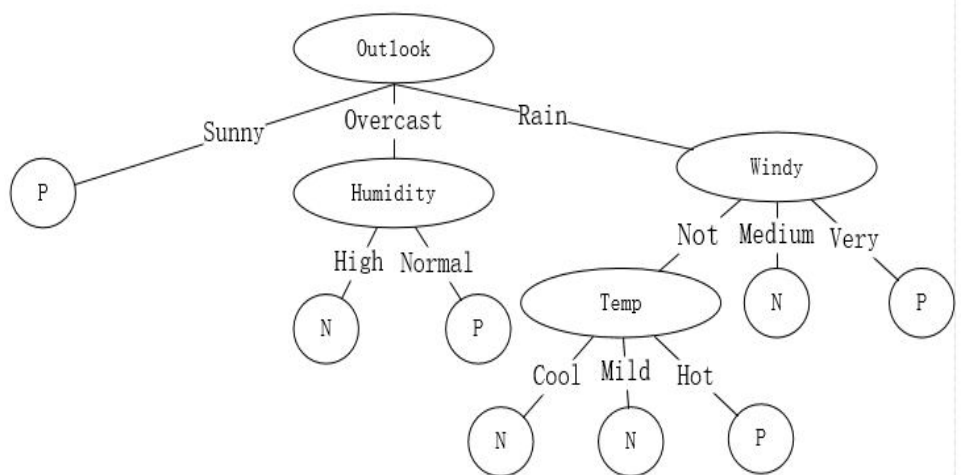 Outlook
Sunny
Overcast
Rain
P
Humidity
Windy
High
Normal
Not
Medium
Very
N
P
Temp
N
P
Cool
Mild
Hot
N
N
P